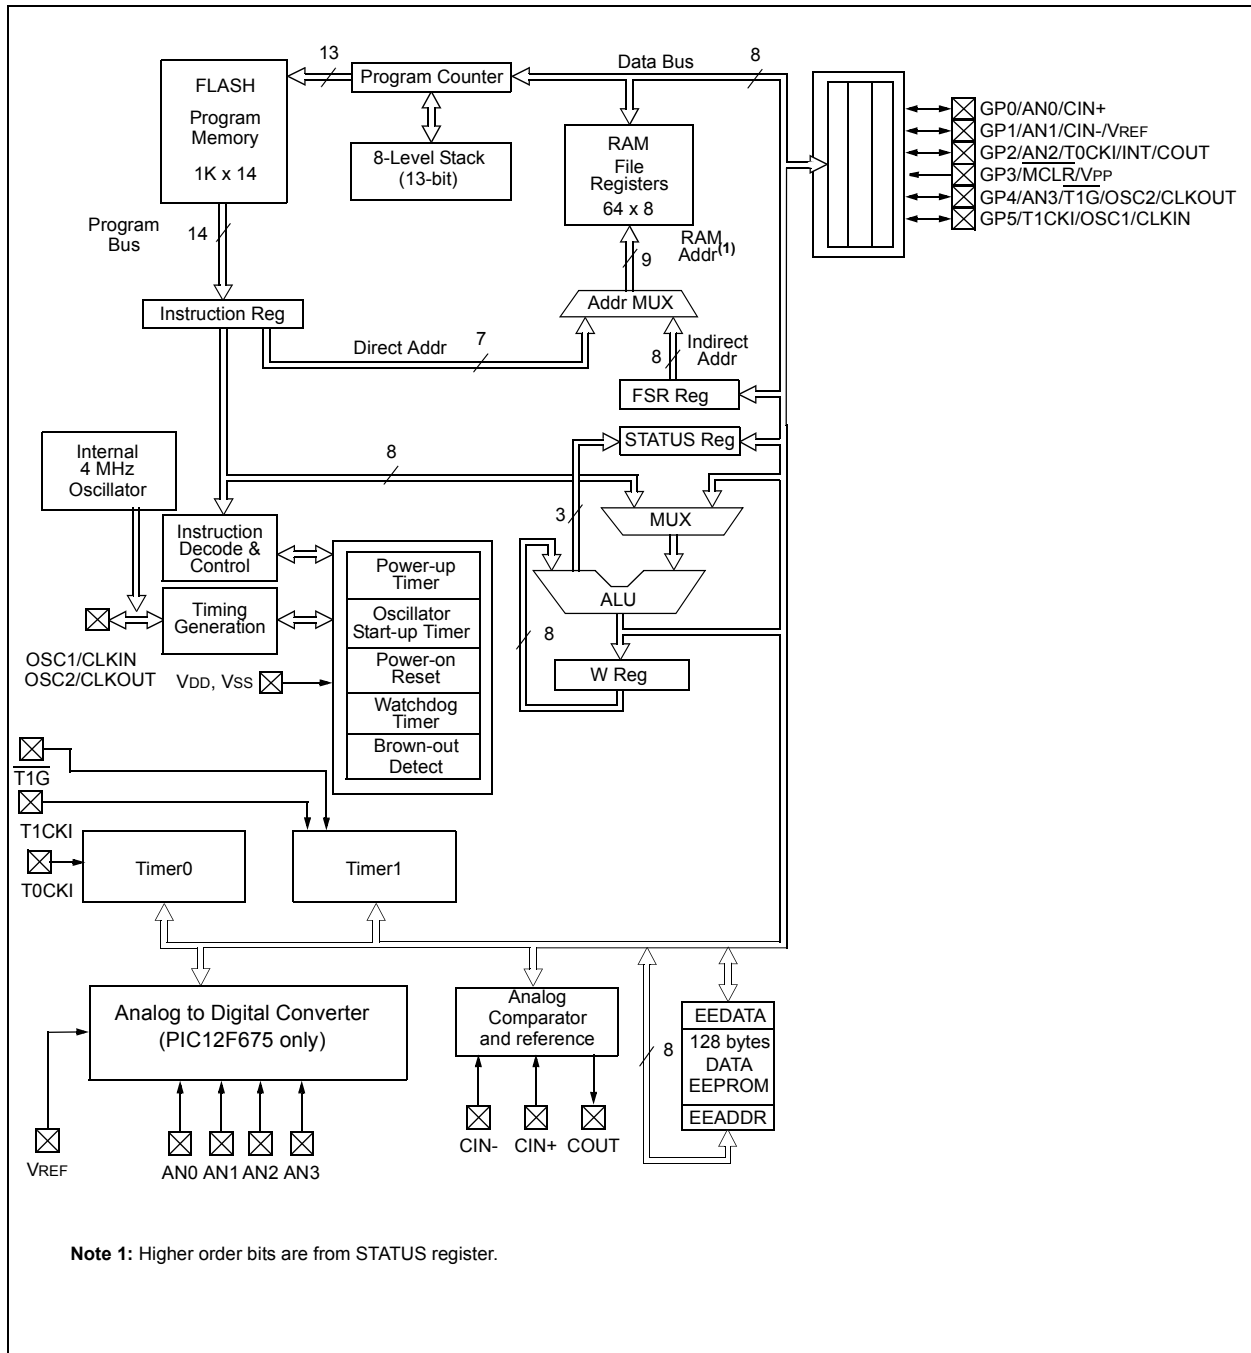 13
Data Bus
8
FLASH
Program
Memory
1K x 14
Program Counter
8-Level Stack
(13-bit)
RAM
File
Registers
64 x 8
GP0/AN0/CIN+
GP1/AN1/CIN-/VREF
GP2/AN2/T0CKI/INT/COUT
GP3/MCLR/VPP
GP4/AN3/T1G/OSC2/CLKOUT
GP5/T1CKI/OSC1/CLKIN
Program
Bus
14
RAM
Addr(1)
9
Addr MUX
Instruction Reg
Direct Addr
7
Indirect
Addr
8
FSR Reg
STATUS Reg
Internal
4 MHz
Oscillator
8
3
MUX
Instruction
Decode &
Control
Power-up
Timer
ALU
Timing
Generation
Oscillator
Start-up Timer
8
OSC1/CLKIN
OSC2/CLKOUT
VDD, VSS
Power-on
Reset
W Reg
Watchdog
Timer
Brown-out
Detect
T1G
T1CKI
T0CKI
Timer0
Timer1
Analog to Digital Converter
(PIC12F675 only)
Analog
Comparator
and reference
EEDATA
8
128 bytes
DATA
EEPROM
EEADDR
VREF
AN0 AN1 AN2 AN3
CIN- CIN+ COUT
Note 1: Higher order bits are from STATUS register.